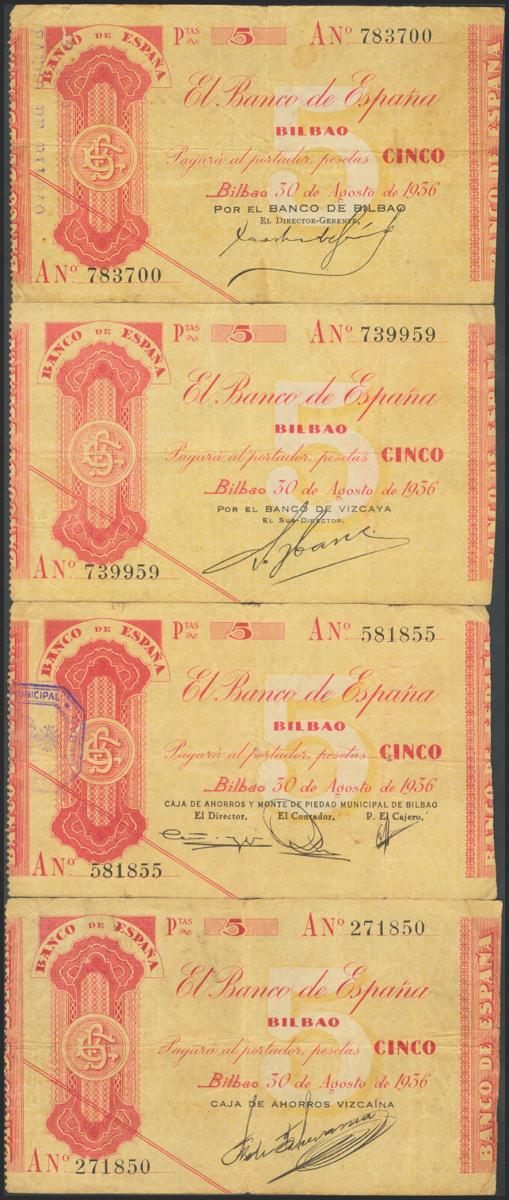 BANCO DE ESPAÑA
PTAS 5 A Nº 783700
El Banco de España
BILBAO
Pagará al portador, pesetas CINCO
Bilbao 30 de Agosto de 1936
POR EL BANCO DE BILBAO
EL DIRECTOR-GERENTE.
A Nº 783700
BANCO DE ESPAÑA
PTAS 5 A Nº 739959
El Banco de España
BILBAO
Pagará al portador, pesetas CINCO
Bilbao 30 de Agosto de 1936
POR EL BANCO DE VIZCAYA
EL SUB-DIRECTOR.
A Nº 739959
BANCO DE ESPAÑA
PTAS 5 A Nº 581855
El Banco de España
BILBAO
Pagará al portador, pesetas CINCO
Bilbao 30 de Agosto de 1936
CAJA DE AHORROS Y MONTE DE PIEDAD MUNICIPAL DE BILBAO
El Director, El Contador, P. El Cajero,
UNICIPAL
A Nº 581855
BANCO DE ESPAÑA
PTAS 5 A Nº 271850
El Banco de España
BILBAO
Pagará al portador, pesetas CINCO
Bilbao 30 de Agosto de 1936
CAJA DE AHORROS VIZCAÍNA
A Nº 271850
BANCO DE ESPAÑA